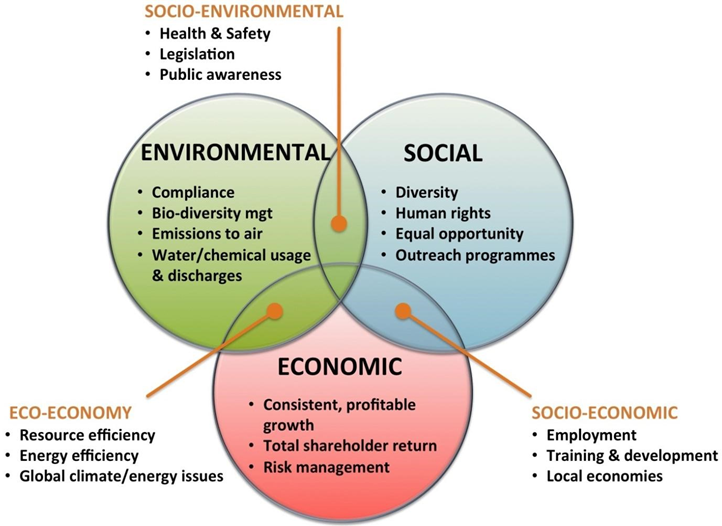 SOCIO-ENVIRONMENTAL
• Health & Safety
• Legislation
• Public awareness
ENVIRONMENTAL
• Compliance
• Bio-diversity mgt
• Emissions to air
• Water/chemical usage
& discharges
SOCIAL
• Diversity
• Human rights
• Equal opportunity
• Outreach programmes
ECONOMIC
• Consistent, profitable
growth
• Total shareholder return
• Risk management
ECO-ECONOMY
• Resource efficiency
• Energy efficiency
• Global climate/energy issues
SOCIO-ECONOMIC
• Employment
• Training & development
• Local economies